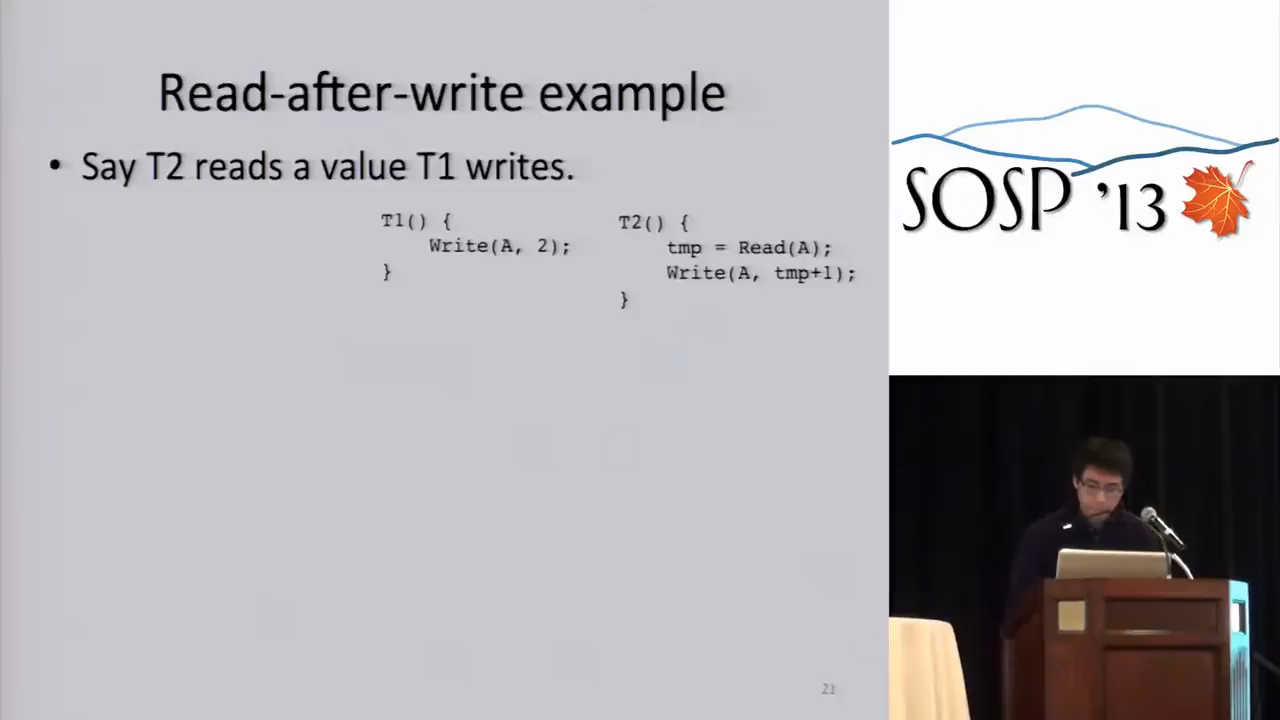 Read-after-write example
• Say T2 reads a value T1 writes.
T1() {
Write(A, 2);
}
T2() {
tmp = Read(A);
Write(A, tmp+1);
}
21
SOSP '13